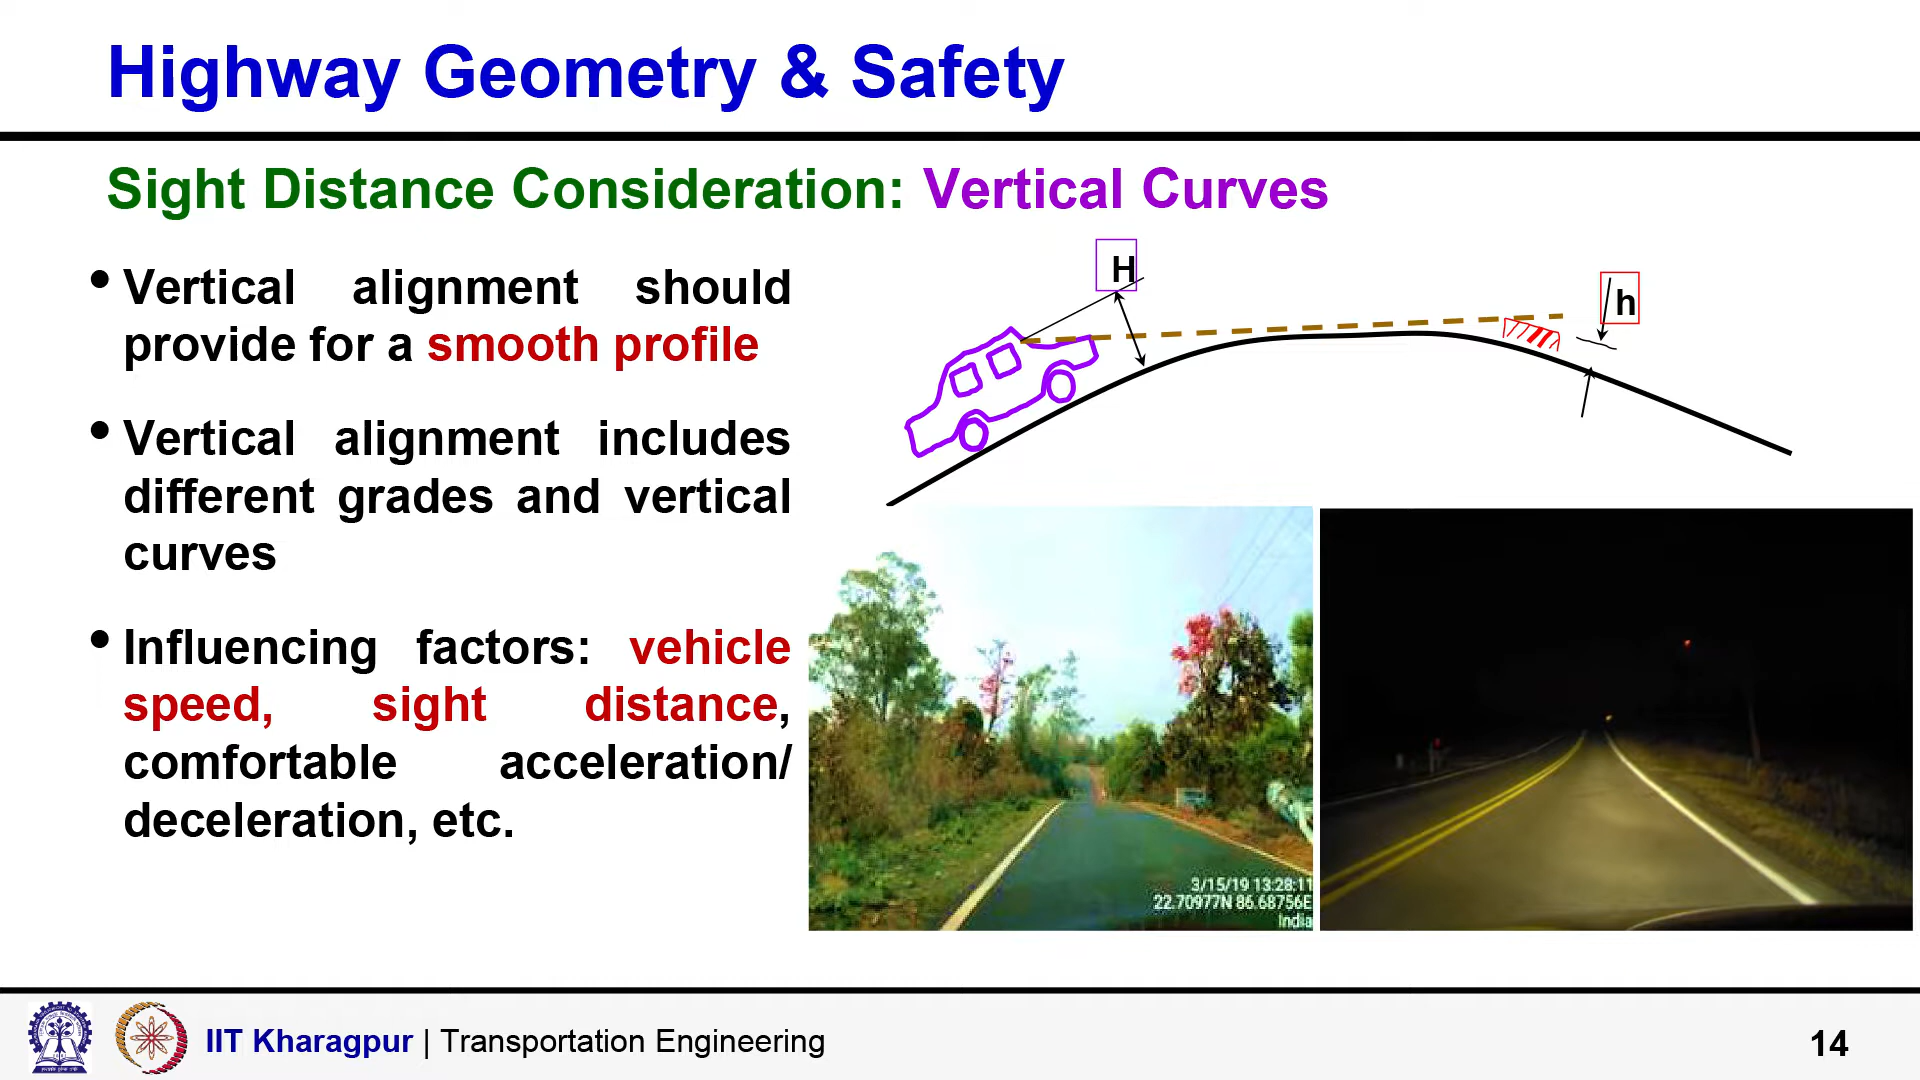 Highway Geometry & Safety
Sight Distance Consideration: Vertical Curves
• Vertical alignment should
provide for a smooth profile
• Vertical alignment includes
different grades and vertical
curves
• Influencing factors: vehicle
speed, sight distance,
comfortable acceleration/
deceleration, etc.
H
h
3/15/19 13:28:11
22.70977N 86.68756E
India
IIT Kharagpur | Transportation Engineering
14